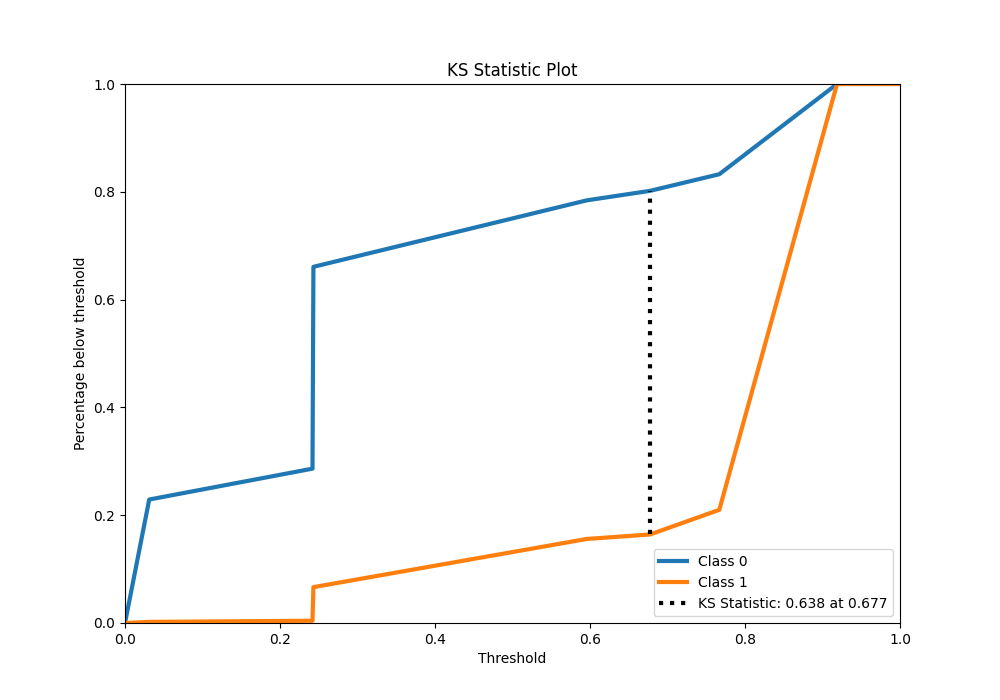 KS Statistic Plot
1.0
0.8
0.6
0.4
0.2
0.0
Percentage below threshold
0.0 0.2 0.4 0.6 0.8 1.0
Threshold
Class 0
Class 1
KS Statistic: 0.638 at 0.677